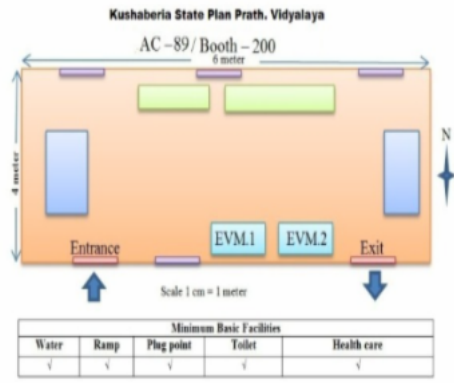 Kushaberia State Plan Prath. Vidyalaya
AC –89/Booth – 200
6 meter
4 meter
N
EVM.1 EVM.2
Entrance Exit
Scale 1 cm = 1 meter
Minimum Basic Facilities
Water Ramp Plug point Toilet Health care
√ √ √ √ √